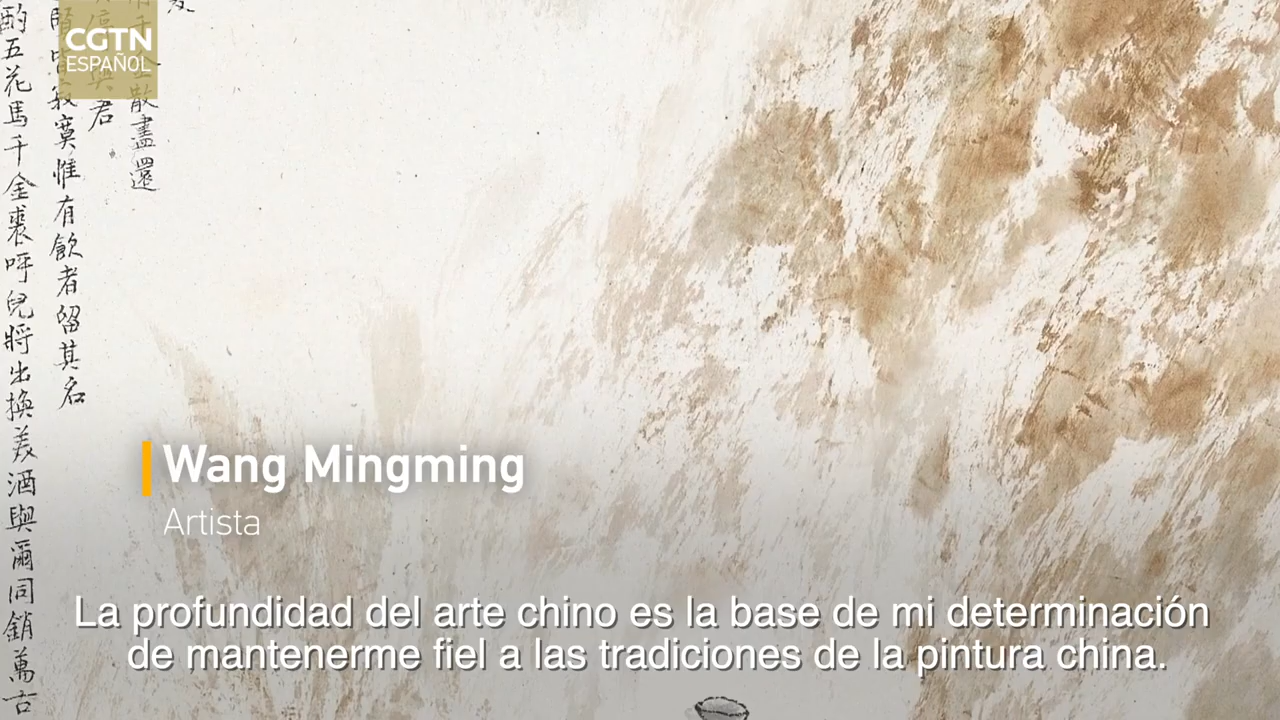 CGTN
ESPAÑOL
散盡還
君
寞惟有飲者留其名
酌五花馬千金裘呼兒將出換美酒與爾同銷萬古
Wang Mingming
Artista
La profundidad del arte chino es la base de mi determinación
de mantenerme fiel a las tradiciones de la pintura china.